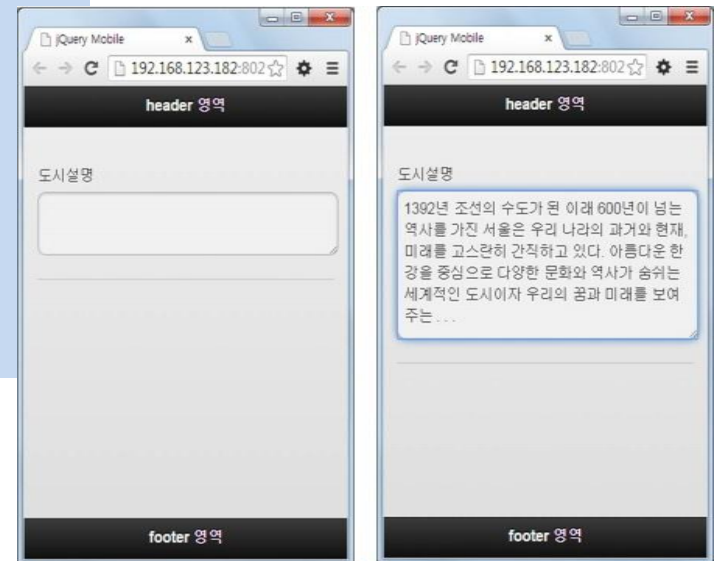 jQuery Mobile
192.168.123.182:802
header 영역
도시설명
footer 영역
jQuery Mobile
192.168.123.182:802
header 영역
도시설명
1392년 조선의 수도가 된 이래 600년이 넘는
역사를 가진 서울은 우리 나라의 과거와 현재,
미래를 고스란히 간직하고 있다. 아름다운 한
강을 중심으로 다양한 문화와 역사가 숨쉬는
세계적인 도시이자 우리의 꿈과 미래를 보여
주는 . . .
footer 영역